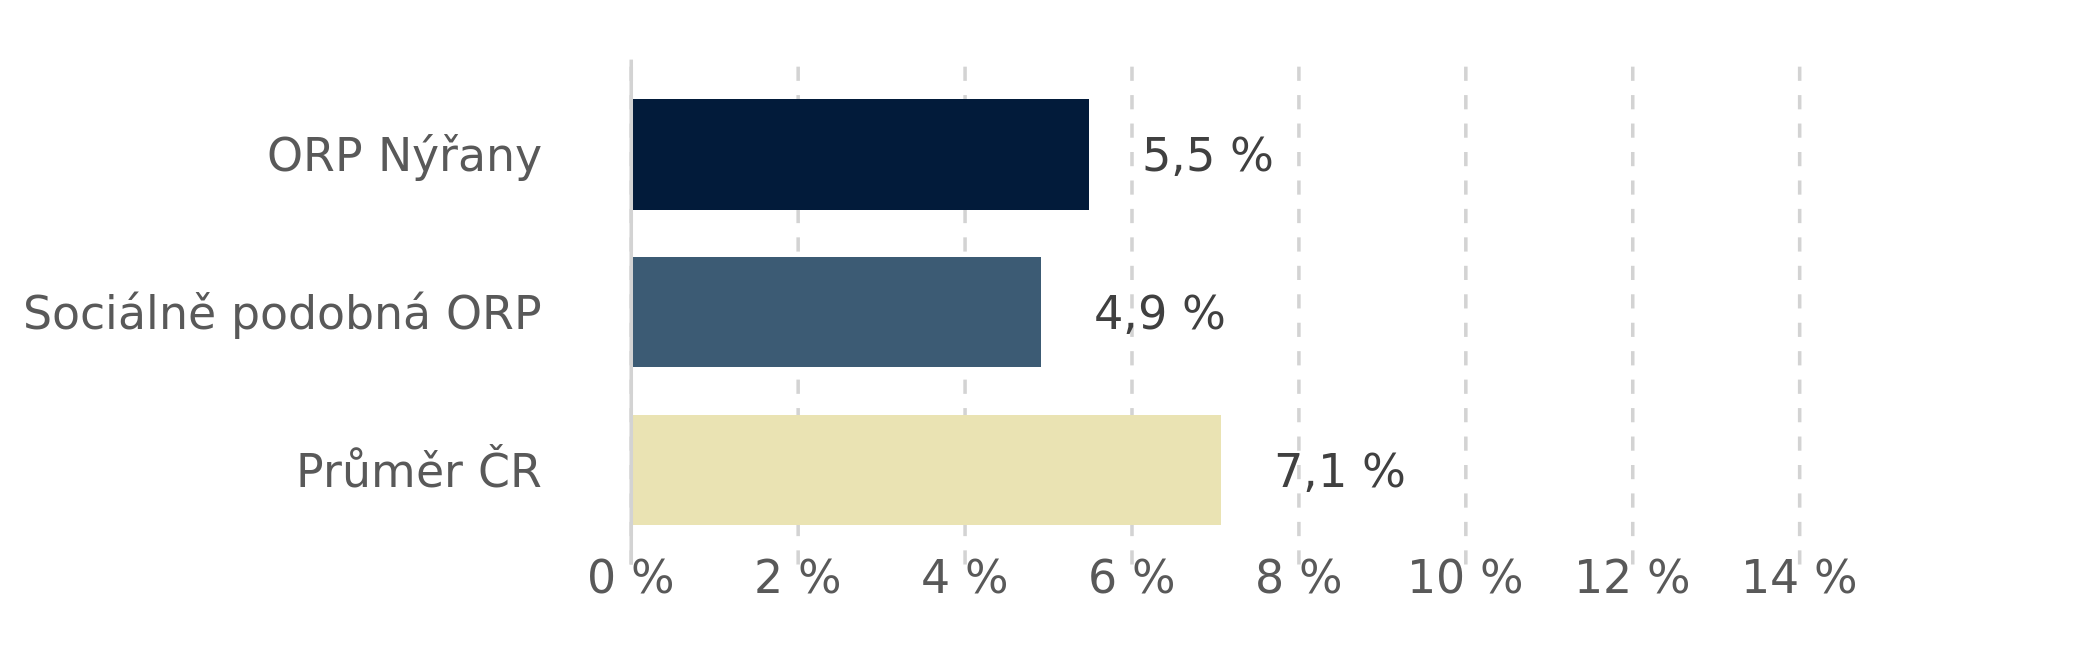 ORP Nýřany
5,5 %
Sociálně podobná ORP
4,9 %
Průměr ČR
7,1 %
0 % 2 % 4 % 6 % 8 % 10 % 12 % 14 %